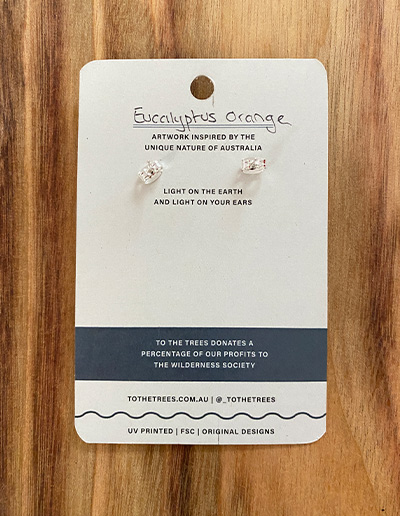 Eucalyptus Orange
ARTWORK INSPIRED BY THE
UNIQUE NATURE OF AUSTRALIA
LIGHT ON THE EARTH
AND LIGHT ON YOUR EARS
TO THE TREES DONATES A
PERCENTAGE OF OUR PROFITS TO
THE WILDERNESS SOCIETY
TOTHETREES.COM.AU | @_TOTHETREES
UV PRINTED | FSC | ORIGINAL DESIGNS